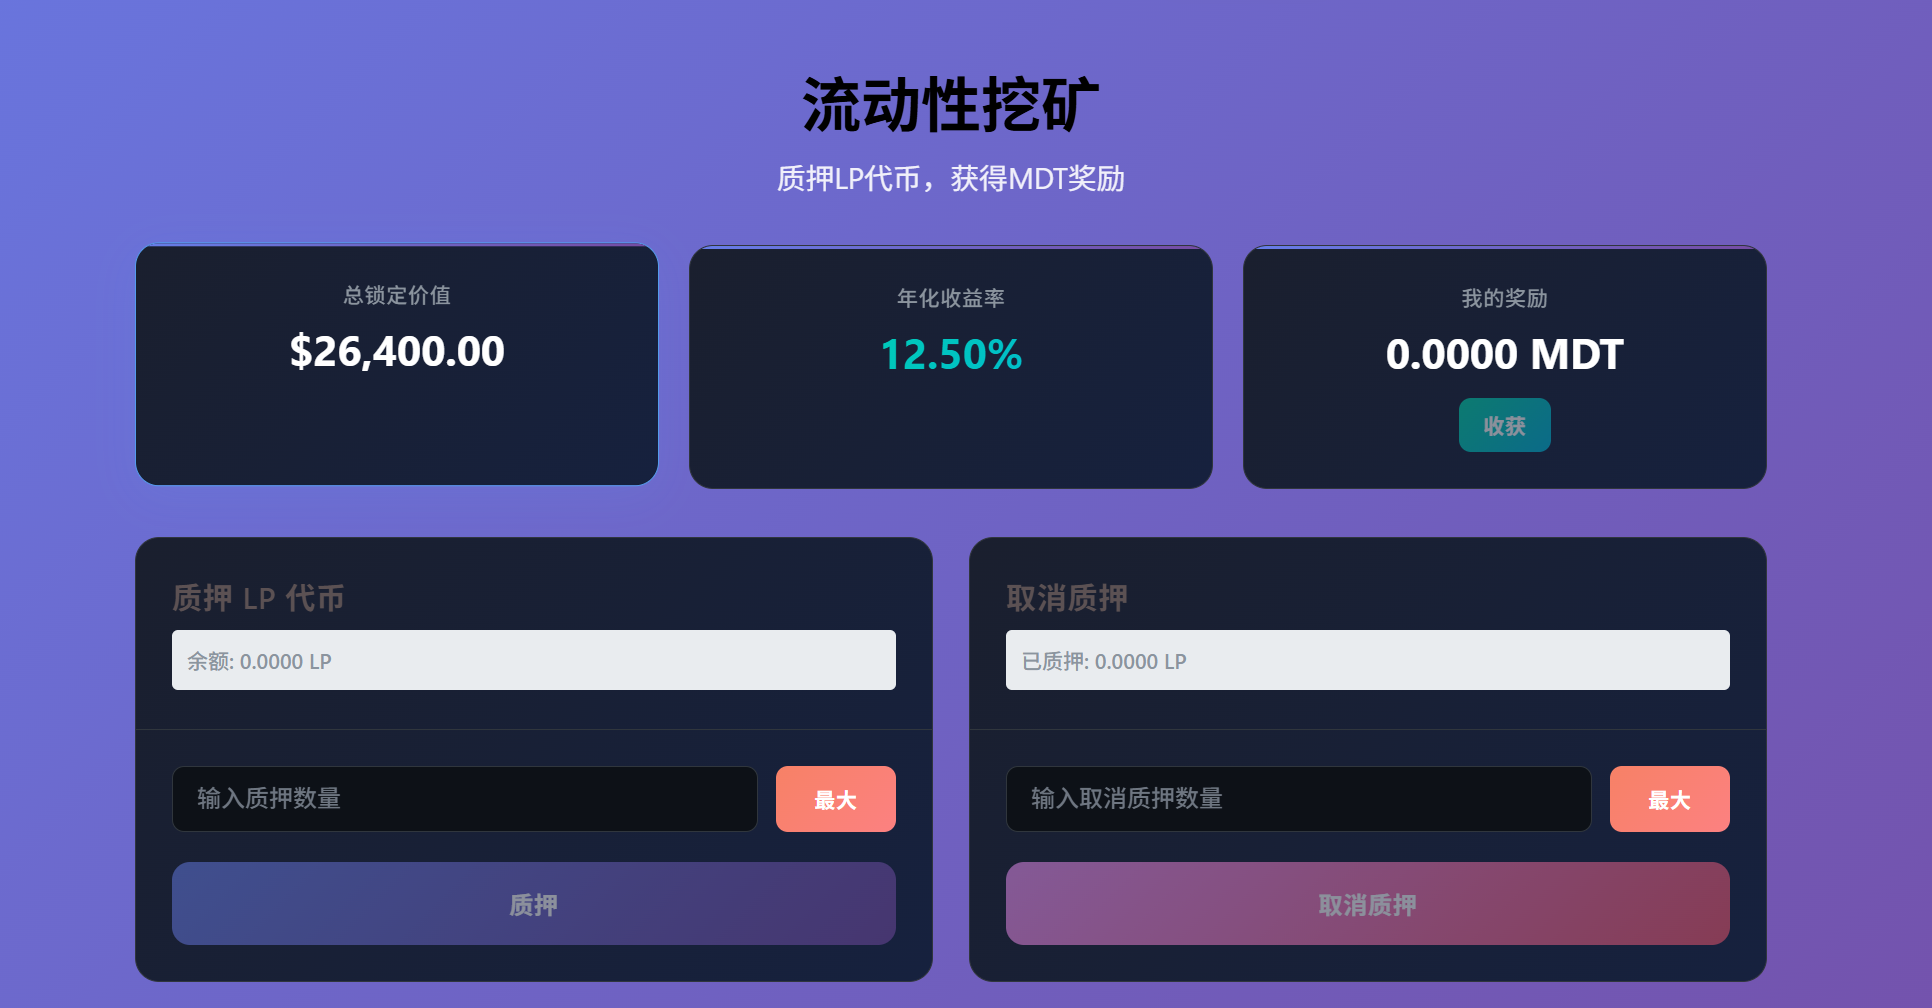 流动性挖矿
质押LP代币，获得MDT奖励
总锁定价值
$26,400.00
年化收益率
12.50%
我的奖励
0.0000 MDT
收获
质押 LP 代币
余额: 0.0000 LP
输入质押数量
最大
质押
取消质押
已质押: 0.0000 LP
输入取消质押数量
最大
取消质押